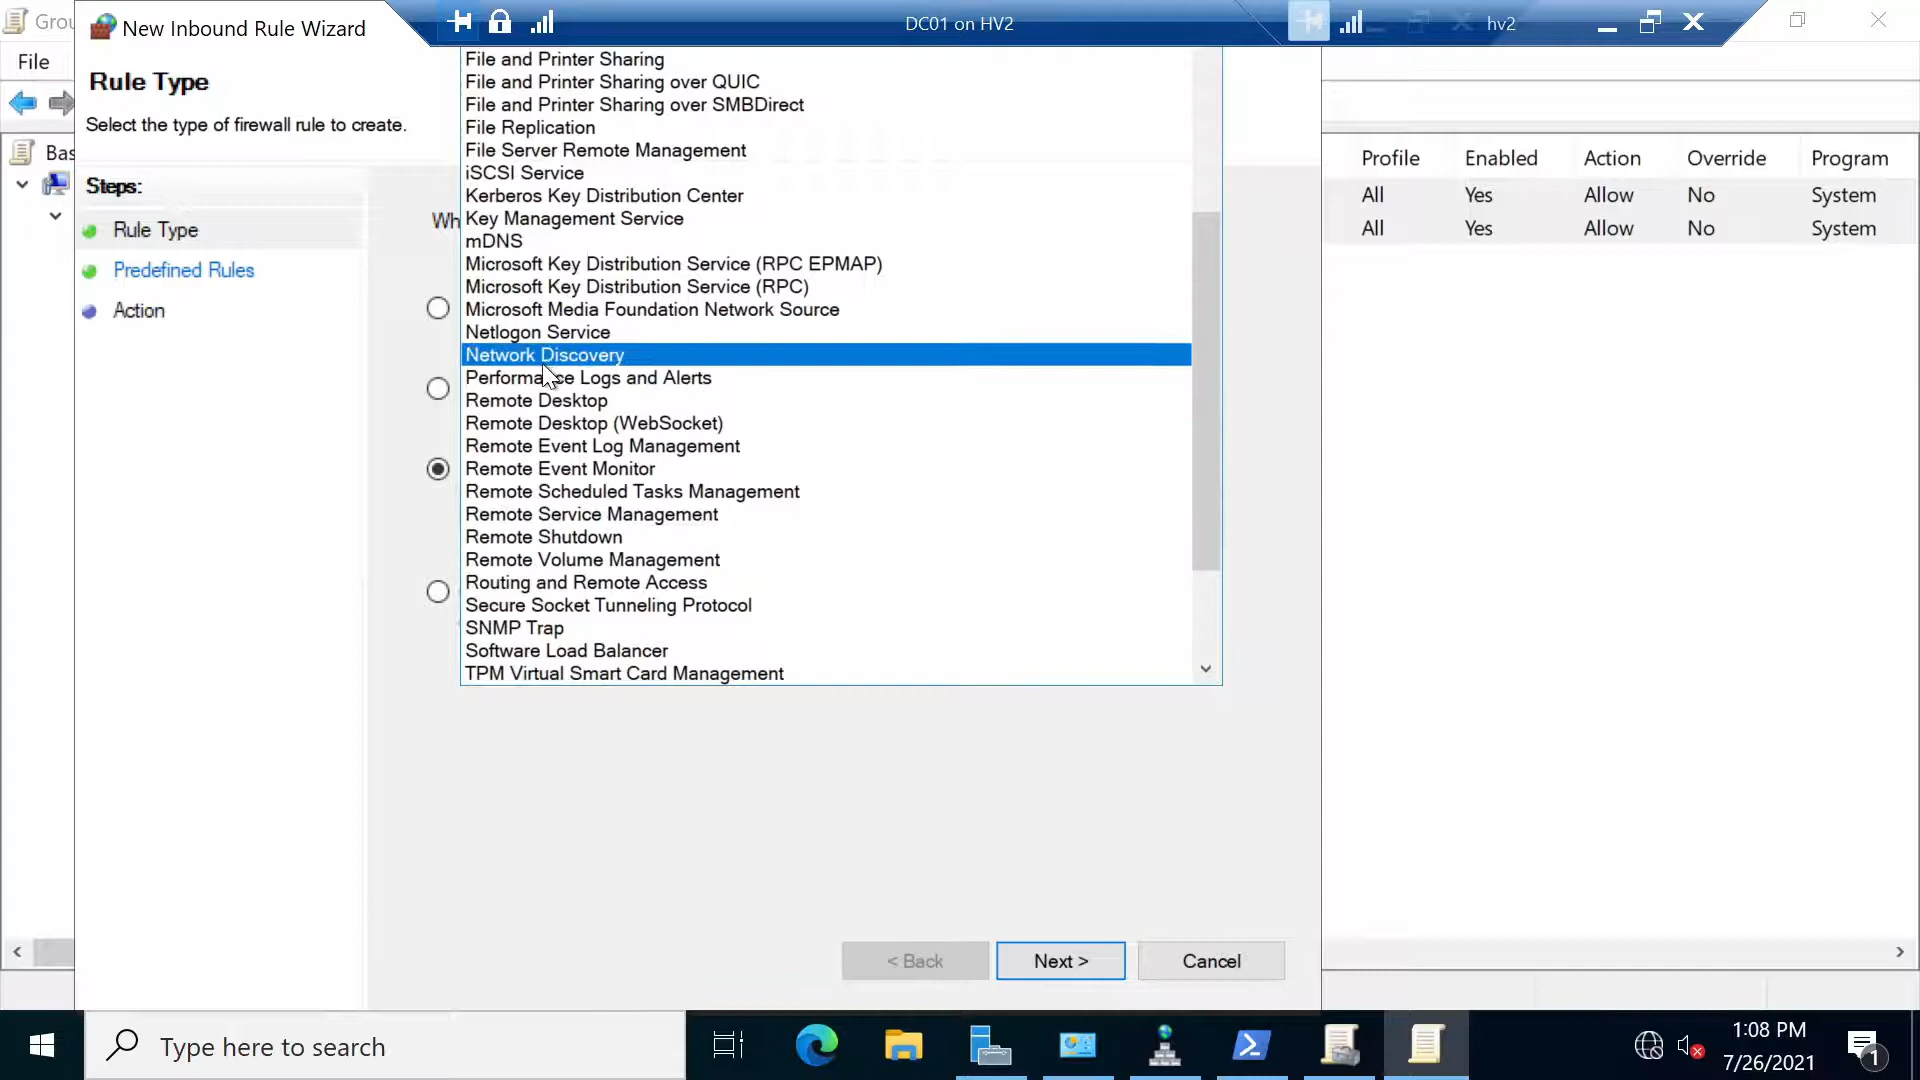 Grou
New Inbound Rule Wizard
DC01 on HV2
hv2
File
Rule Type
Select the type of firewall rule to create.
Bas
Steps:
Rule Type
Predefined Rules
Action
Wh
File and Printer Sharing
File and Printer Sharing over QUIC
File and Printer Sharing over SMBDirect
File Replication
File Server Remote Management
iSCSI Service
Kerberos Key Distribution Center
Key Management Service
mDNS
Microsoft Key Distribution Service (RPC EPMAP)
Microsoft Key Distribution Service (RPC)
Microsoft Media Foundation Network Source
Netlogon Service
Network Discovery
Performance Logs and Alerts
Remote Desktop
Remote Desktop (WebSocket)
Remote Event Log Management
Remote Event Monitor
Remote Scheduled Tasks Management
Remote Service Management
Remote Shutdown
Remote Volume Management
Routing and Remote Access
Secure Socket Tunneling Protocol
SNMP Trap
Software Load Balancer
TPM Virtual Smart Card Management
Profile Enabled Action Override Program
All Yes Allow No System
All Yes Allow No System
< Back Next > Cancel
Type here to search
1:08 PM
7/26/2021
1